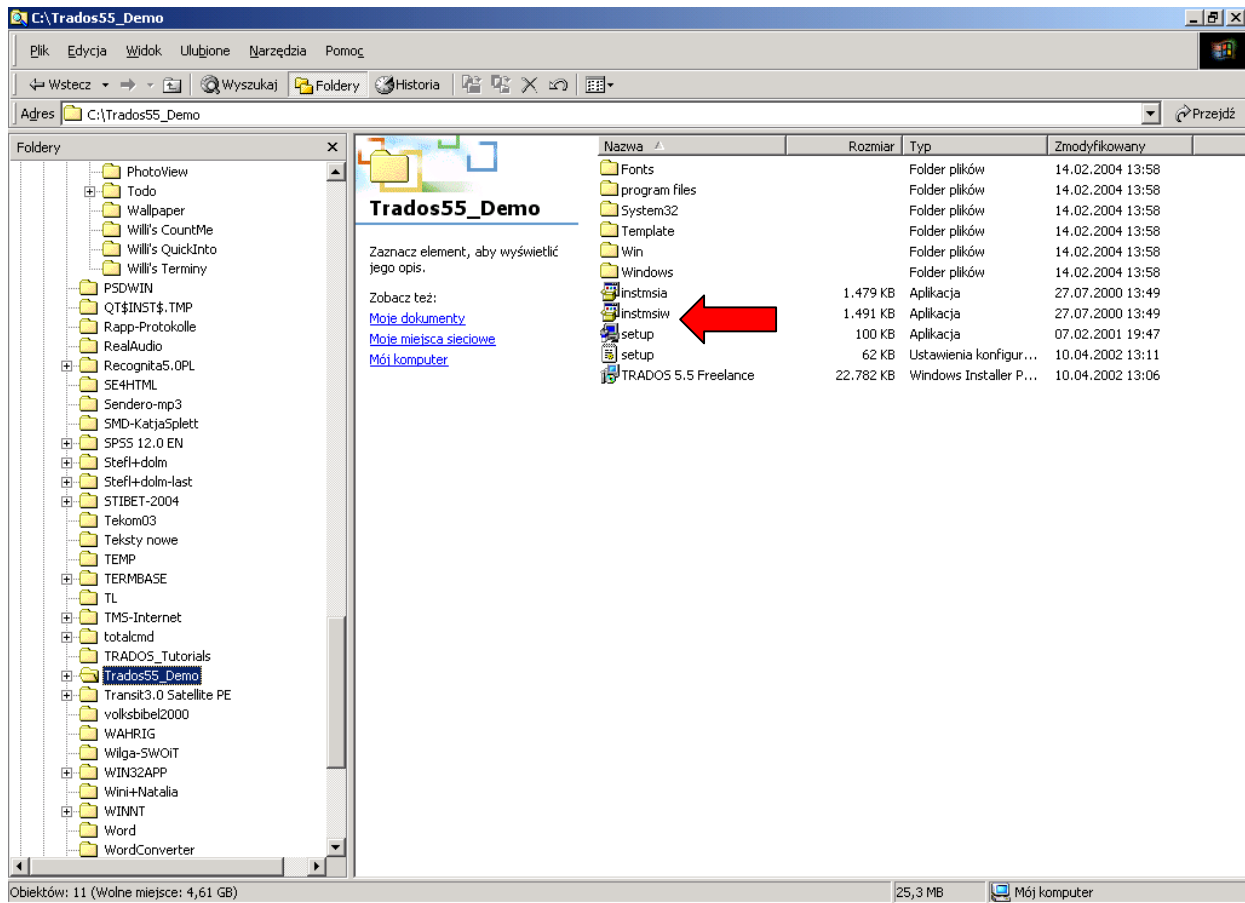 C:\Trados55_Demo
Plik Edycja Widok Ulubione Narzędzia Pomoc
Wstecz Wyszukaj Foldery Historia
Adres C:\Trados55_Demo Przejdź
Foldery
PhotoView
Todo
Wallpaper
Willi's CountMe
Willi's QuickInto
Willi's Terminy
PSDWIN
QT$INST$.TMP
Rapp-Protokolle
RealAudio
Recognita5.0PL
SE4HTML
Sendero-mp3
SMD-KatjaSplett
SPSS 12.0 EN
Stefl+dolm
Stefl+dolm-last
STIBET-2004
Tekom03
Teksty nowe
TEMP
TERMBASE
TL
TMS-Internet
totalcmd
TRADOS_Tutorials
Trados55_Demo
Transit3.0 Satellite PE
volksbibel2000
WAHRIG
Wilga-SWOiT
WIN32APP
Wini+Natalia
WINNT
Word
WordConverter
Trados55_Demo
Zaznacz element, aby wyświetlić
jego opis.
Zobacz też:
Moje dokumenty
Moje miejsca sieciowe
Mój komputer
Nazwa Rozmiar Typ Zmodyfikowany
Fonts Folder plików 14.02.2004 13:58
program files Folder plików 14.02.2004 13:58
System32 Folder plików 14.02.2004 13:58
Template Folder plików 14.02.2004 13:58
Win Folder plików 14.02.2004 13:58
Windows Folder plików 14.02.2004 13:58
instmsia 1.479 KB Aplikacja 27.07.2000 13:49
instmsiw 1.491 KB Aplikacja 27.07.2000 13:49
setup 100 KB Aplikacja 07.02.2001 19:47
setup 62 KB Ustawienia konfigur... 10.04.2002 13:11
TRADOS 5.5 Freelance 22.782 KB Windows Installer P... 10.04.2002 13:06
Obiektów: 11 (Wolne miejsce: 4,61 GB) 25,3 MB Mój komputer